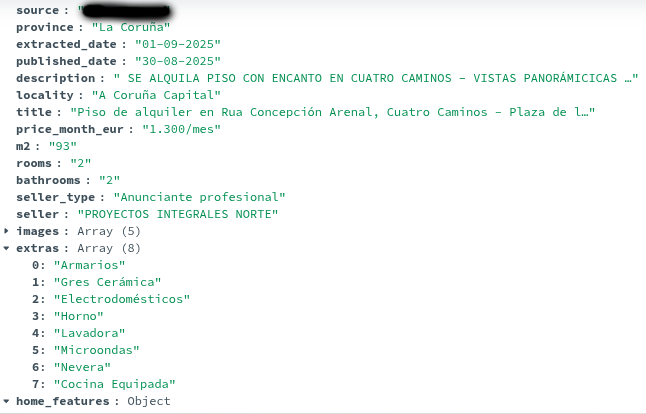 source : "
province : "La Coruña"
extracted_date : "01-09-2025"
published_date : "30-08-2025"
description : " SE ALQUILA PISO CON ENCANTO EN CUATRO CAMINOS – VISTAS PANORÁMICICAS …"
locality : "A Coruña Capital"
title : "Piso de alquiler en Rua Concepción Arenal, Cuatro Caminos - Plaza de l…"
price_month_eur : "1.300/mes"
m2 : "93"
rooms : "2"
bathrooms : "2"
seller_type : "Anunciante profesional"
seller : "PROYECTOS INTEGRALES NORTE"
images : Array (5)
extras : Array (8)
0: "Armarios"
1: "Gres Cerámica"
2: "Electrodomésticos"
3: "Horno"
4: "Lavadora"
5: "Microondas"
6: "Nevera"
7: "Cocina Equipada"
home_features : Object